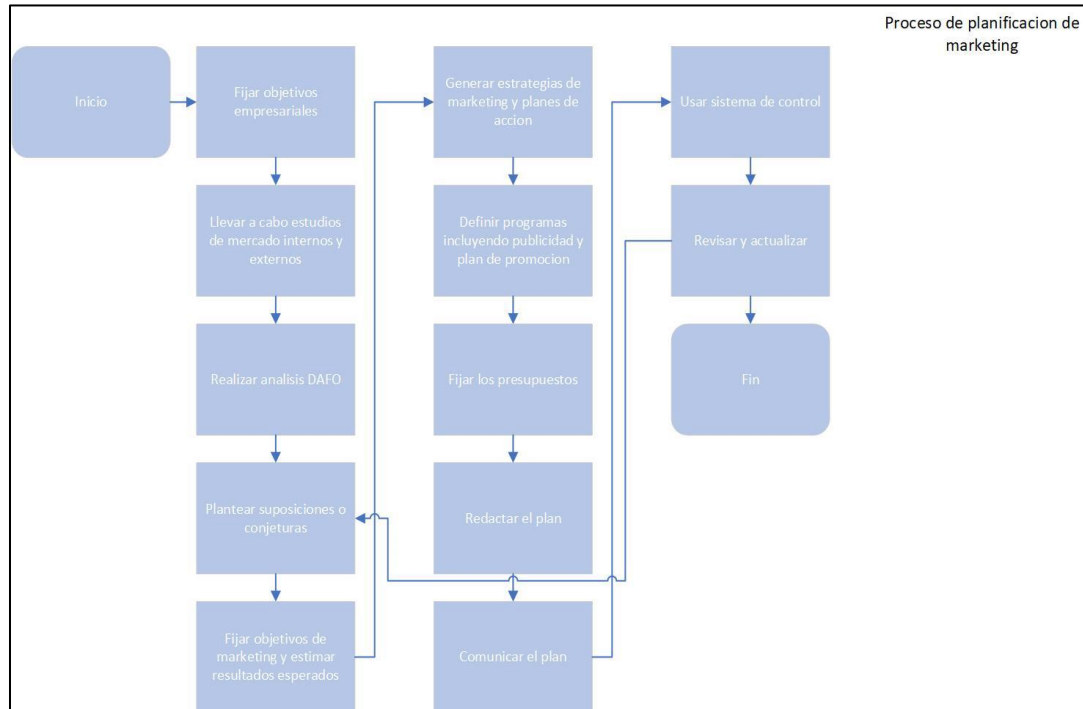 Proceso de planificacion de
marketing
Inicio
Fijar objetivos
empresariales
Llevar a cabo estudios
de mercado internos y
externos
Realizar analisis DAFO
Plantear suposiciones o
conjeturas
Fijar objetivos de
marketing y estimar
resultados esperados
Generar estrategias de
marketing y planes de
accion
Definir programas
incluyendo publicidad y
plan de promocion
Fijar los presupuestos
Redactar el plan
Comunicar el plan
Usar sistema de control
Revisar y actualizar
Fin